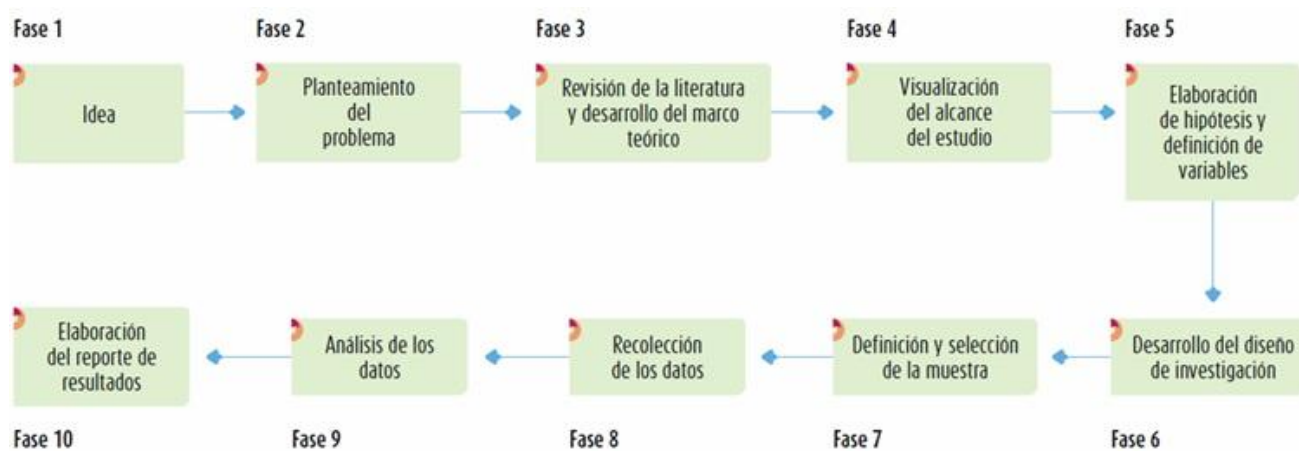 Fase 1
Idea
Fase 2
Planteamiento
del
problema
Fase 3
Revisión de la literatura
y desarrollo del marco
teórico
Fase 4
Visualización
del alcance
del estudio
Fase 5
Elaboración
de hipótesis y
definición de
variables
Desarrollo del diseño
de investigación
Fase 6
Definición y selección
de la muestra
Fase 7
Recolección
de los datos
Fase 8
Análisis de los
datos
Fase 9
Elaboración
del reporte de
resultados
Fase 10